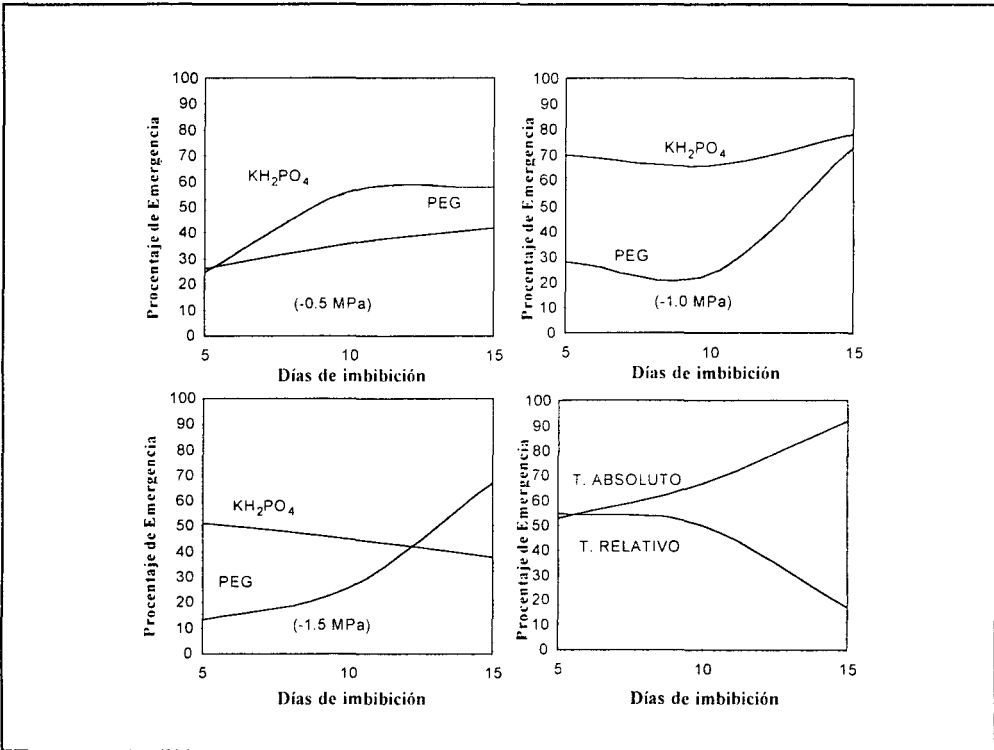 Procentaje de Emergencia
100
90
80
70
60
50
40
30
20
10
0
KH₂PO₄
PEG
(-0.5 MPa)
5 10 15
Días de imbibición
Procentaje de Emergencia
100
90
80
70
60
50
40
30
20
10
0
KH₂PO₄
PEG
(-1.0 MPa)
5 10 15
Días de imbibición
Procentaje de Emergencia
100
90
80
70
60
50
40
30
20
10
0
KH₂PO₄
PEG
(-1.5 MPa)
5 10 15
Días de imbibición
Procentaje de Emergencia
100
90
80
70
60
50
40
30
20
10
0
T. ABSOLUTO
T. RELATIVO
5 10 15
Días de imbibición